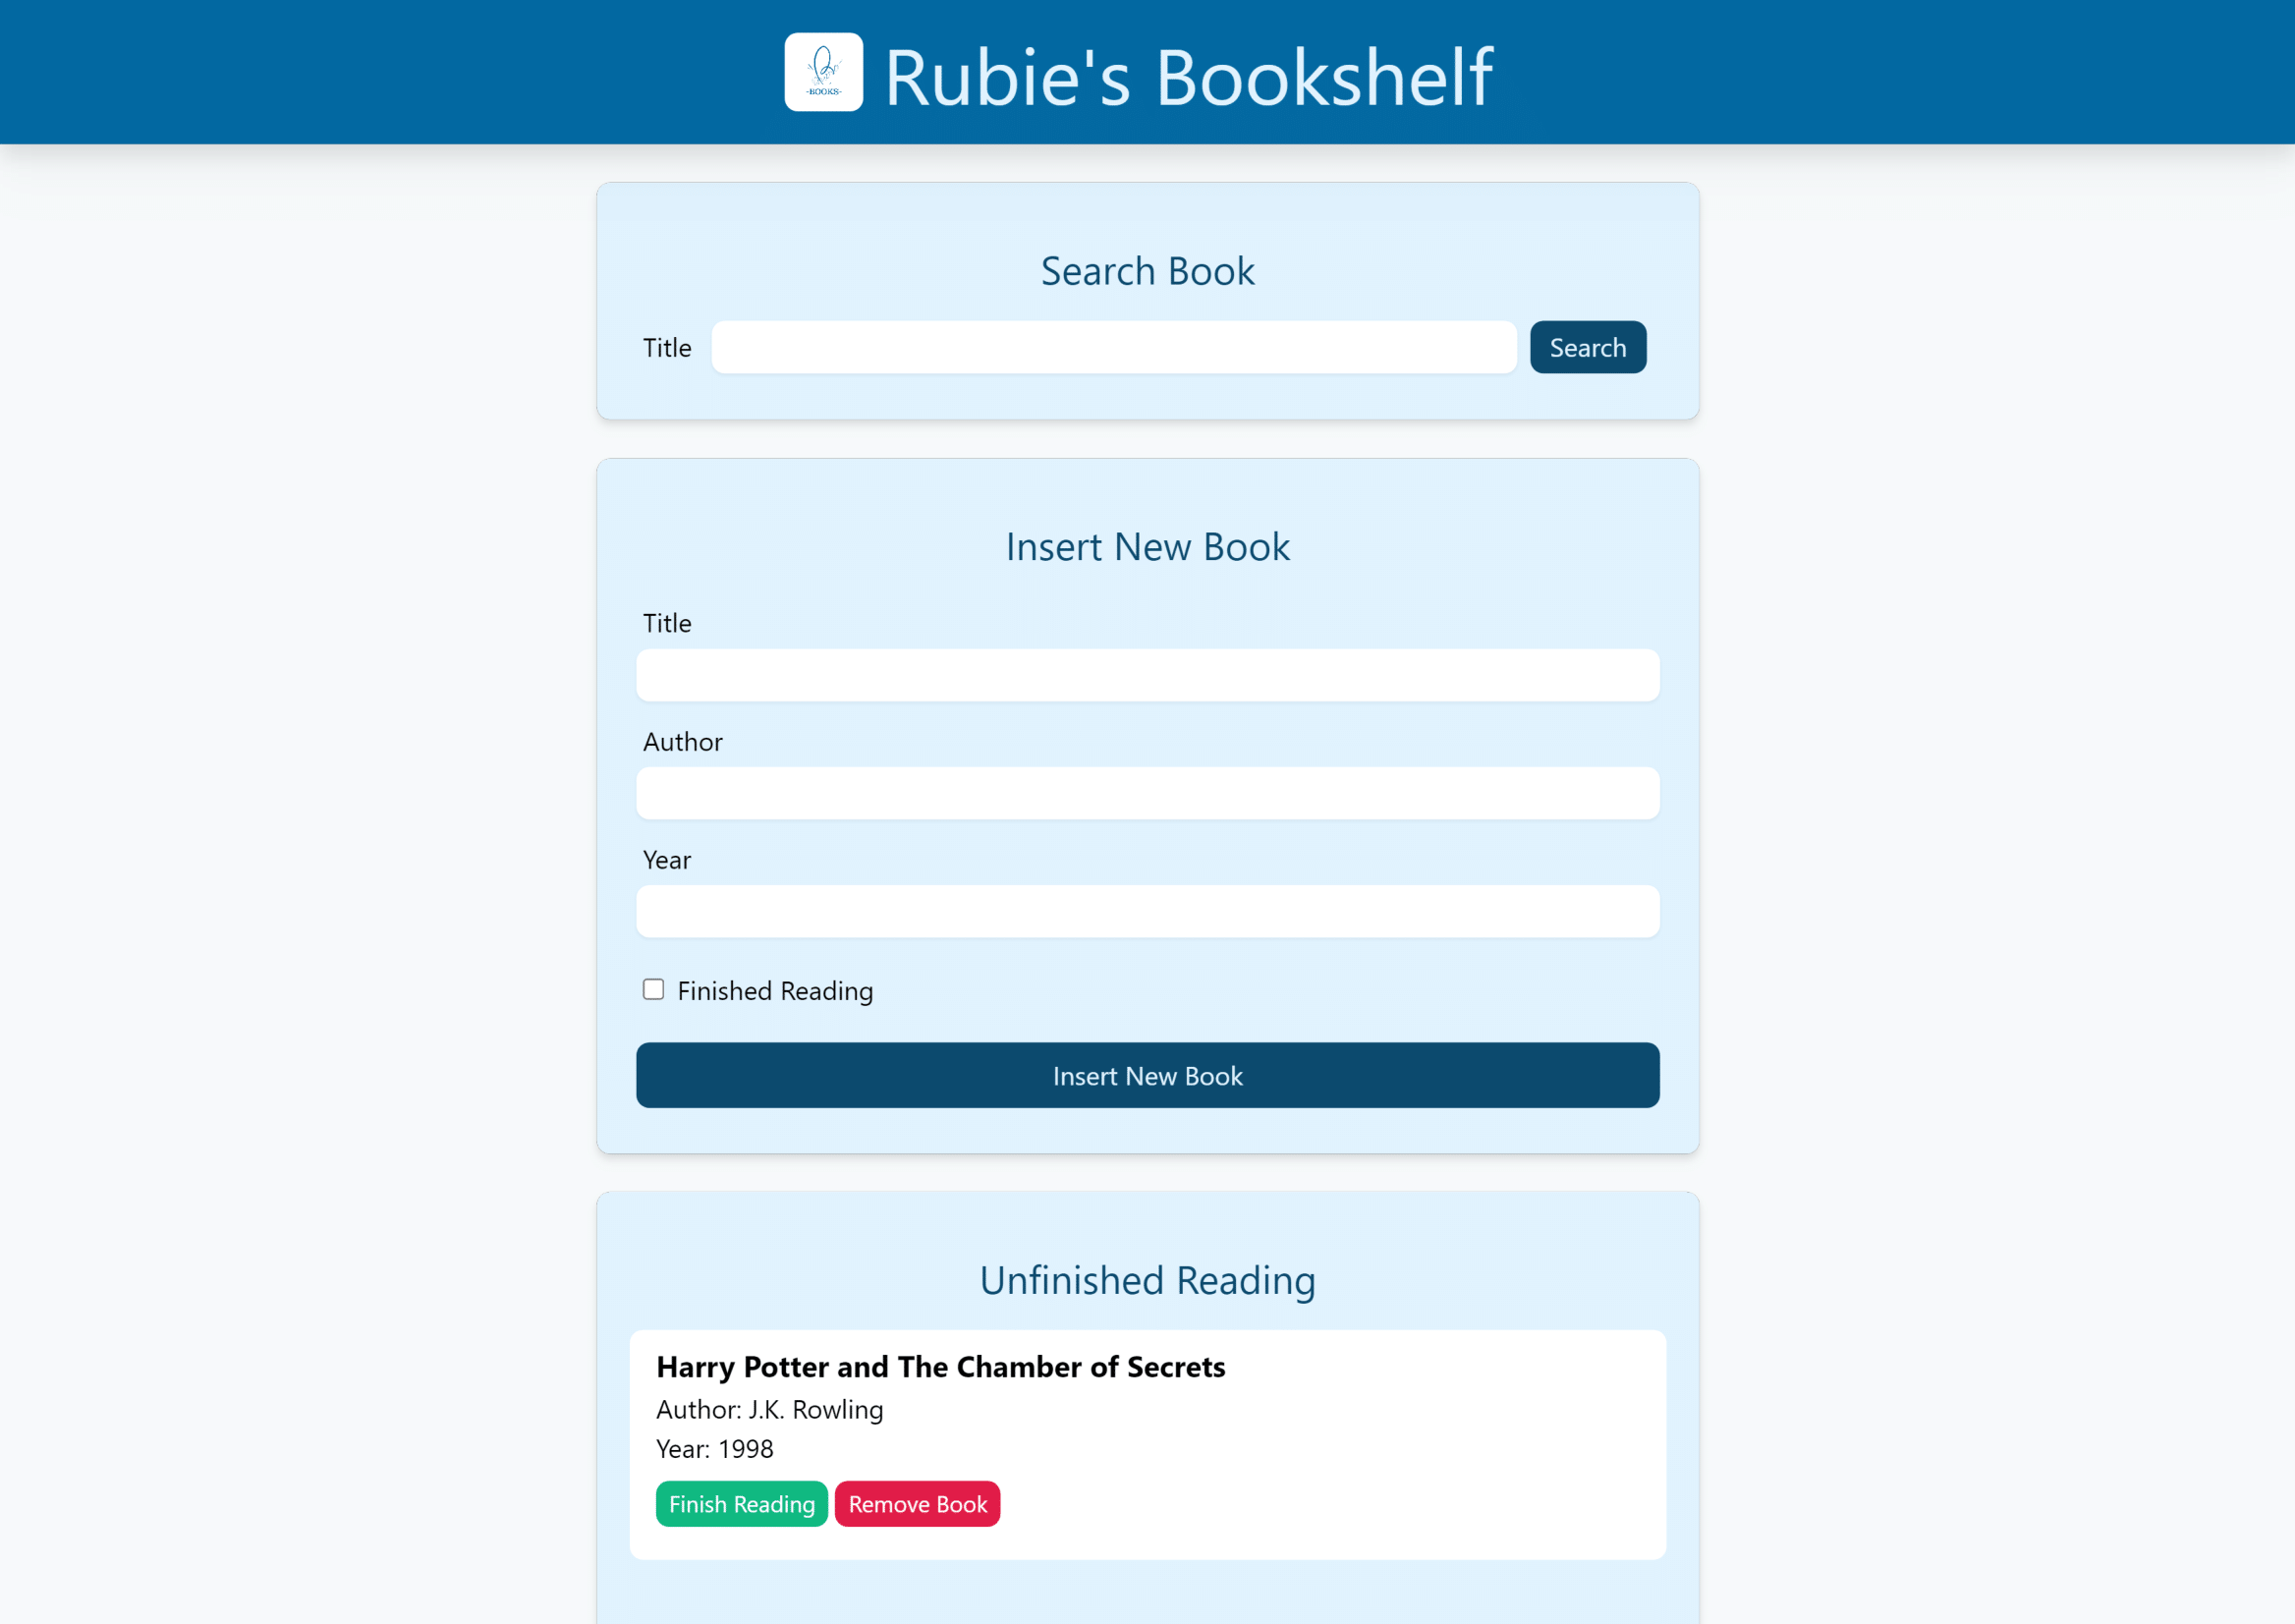 -BOOKS-
Rubie's Bookshelf
Search Book
Title
Search
Insert New Book
Title
Author
Year
Finished Reading
Insert New Book
Unfinished Reading
Harry Potter and The Chamber of Secrets
Author: J.K. Rowling
Year: 1998
Finish Reading Remove Book